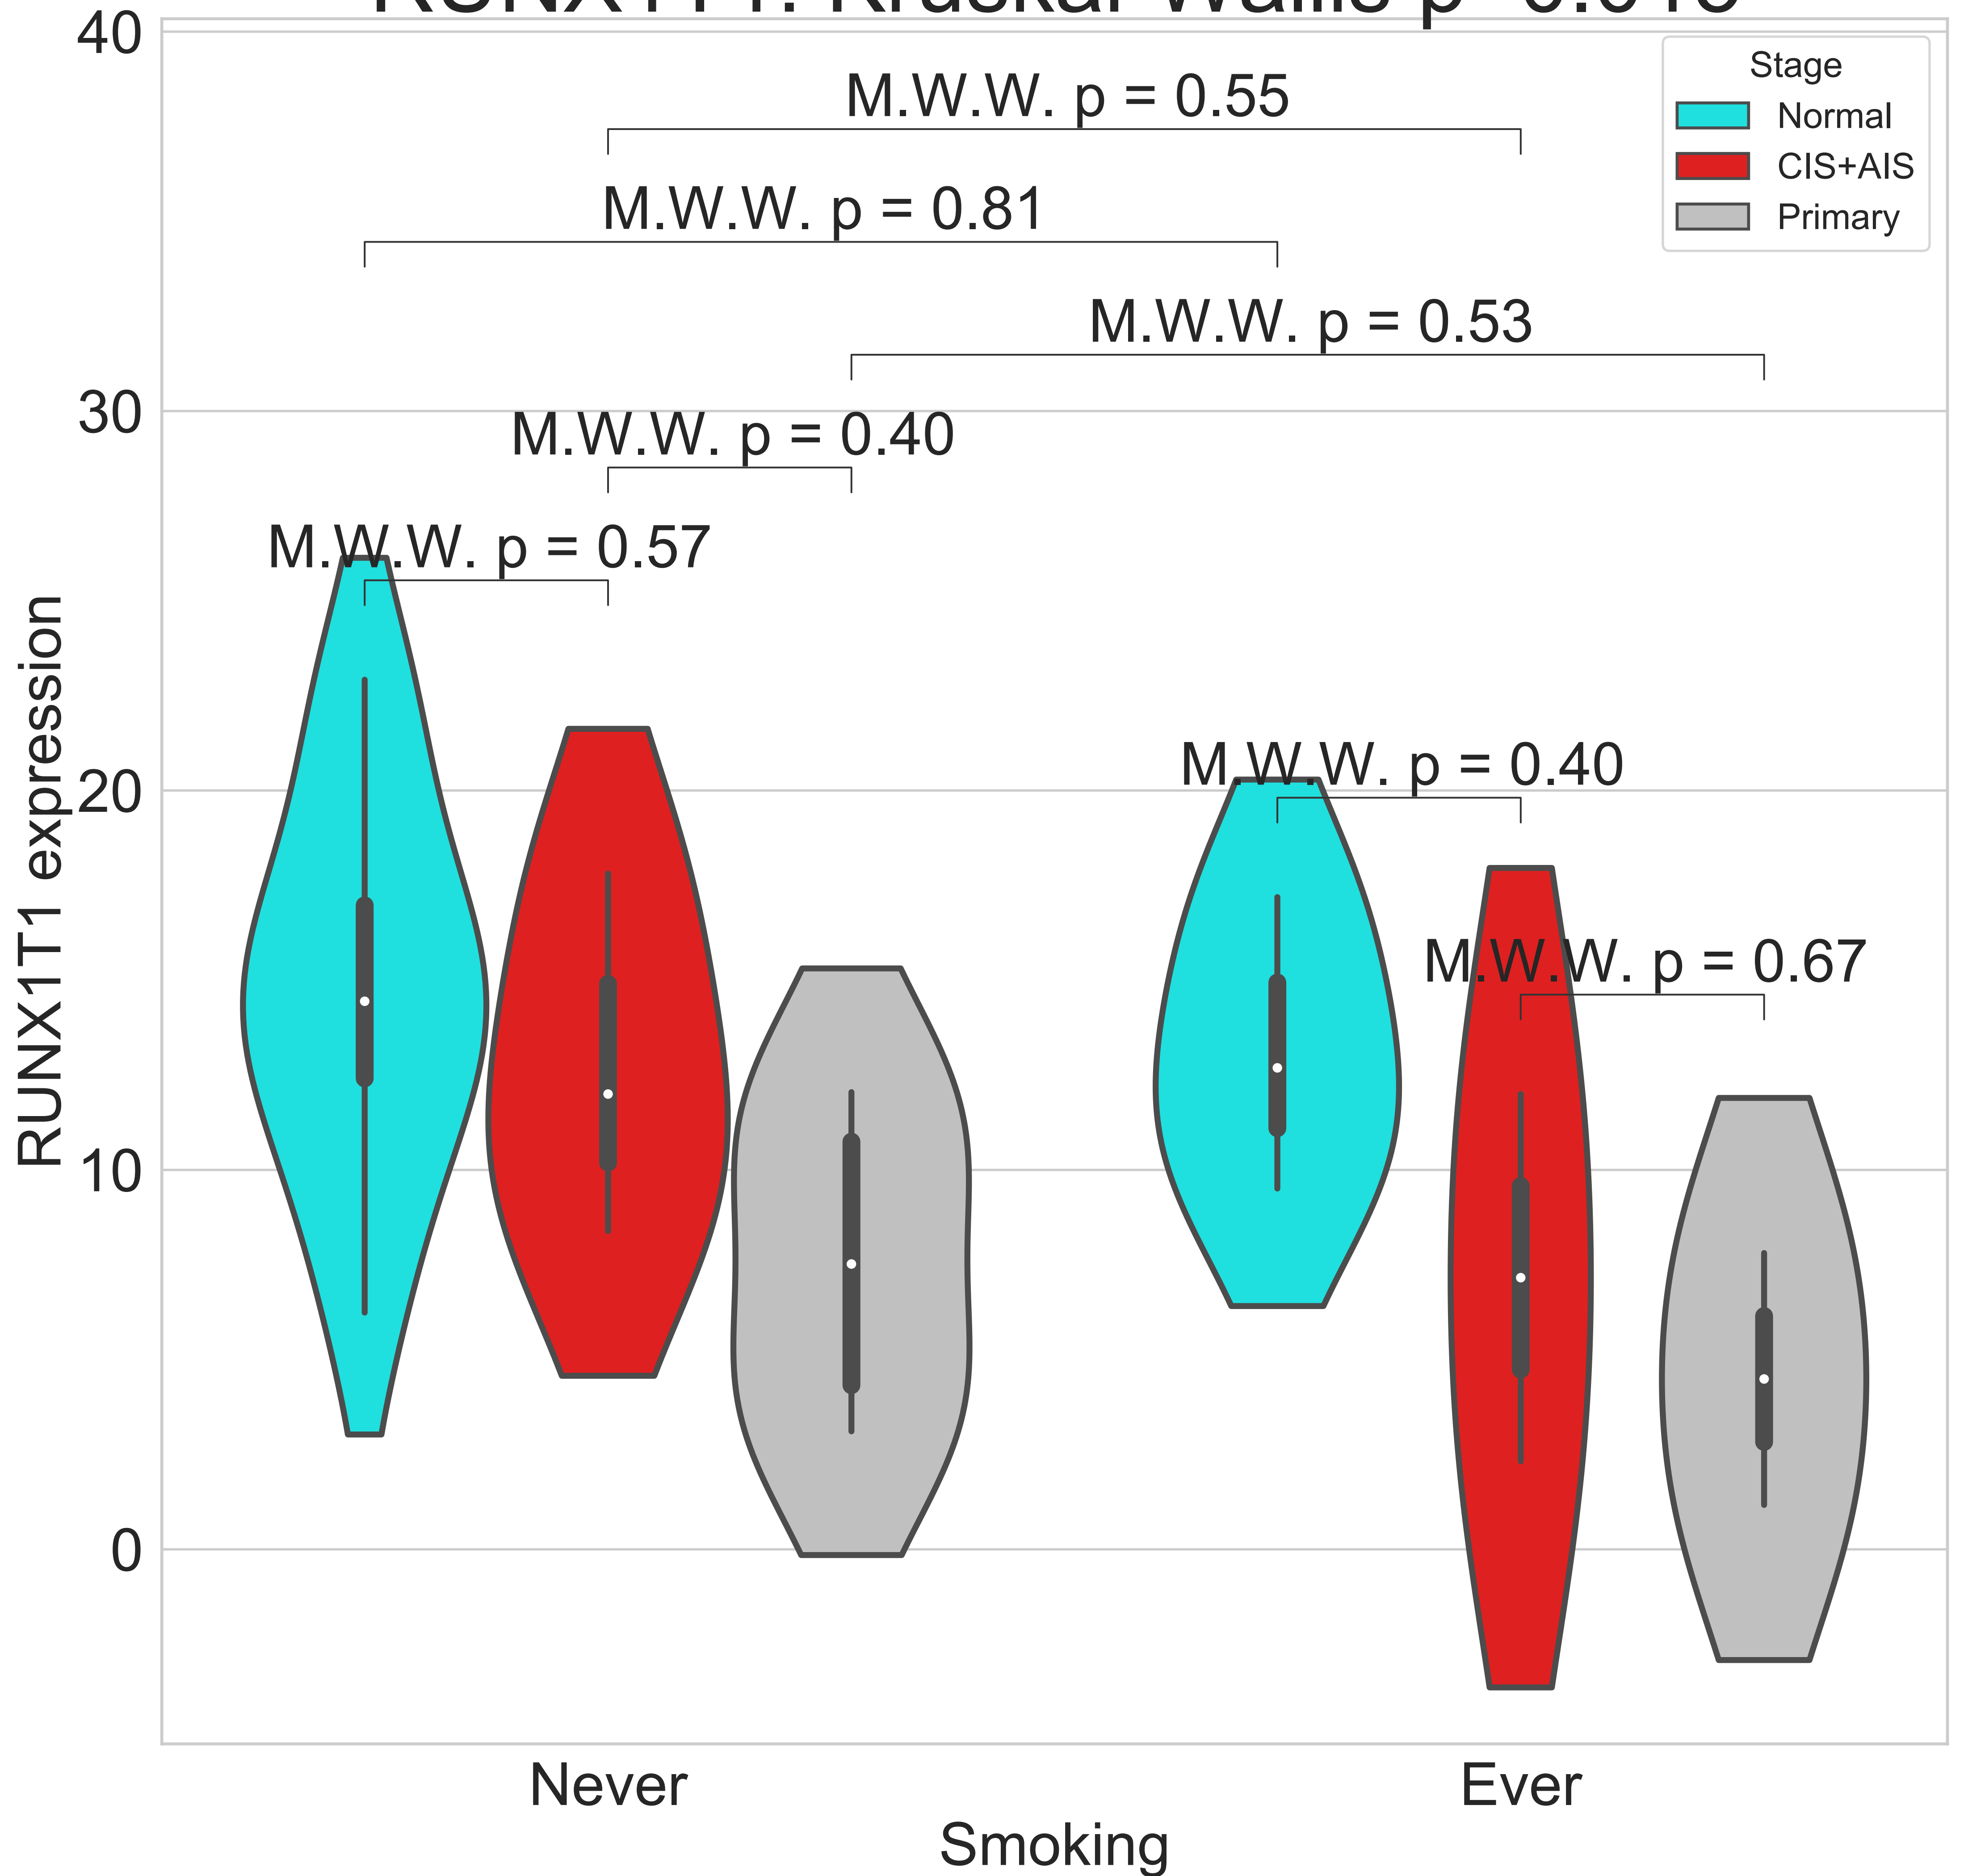 40
Stage
Normal
CIS+AIS
Primary
M.W.W. p = 0.55
M.W.W. p = 0.81
M.W.W. p = 0.53
30
M.W.W. p = 0.40
M.W.W. p = 0.57
RUNX1T1 expression
20
M.W.W. p = 0.40
M.W.W. p = 0.67
10
0
Never
Ever
Smoking